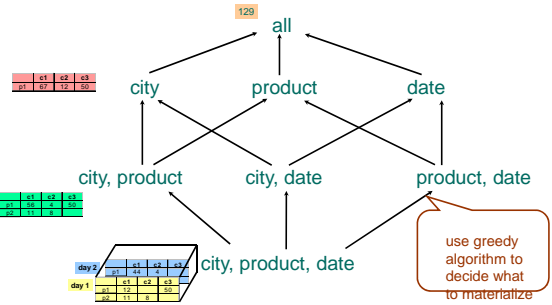 129
all
c1 c2 c3
p1 67 12 50
city product date
c1 c2 c3
p1 56 4 50
p2 11 8
city, product city, date product, date
day 2
c1 c2 c3
p1 44 4
day 1
c1 c2 c3
p1 12 50
p2 11 8
city, product, date
use greedy
algorithm to
decide what
to materialize